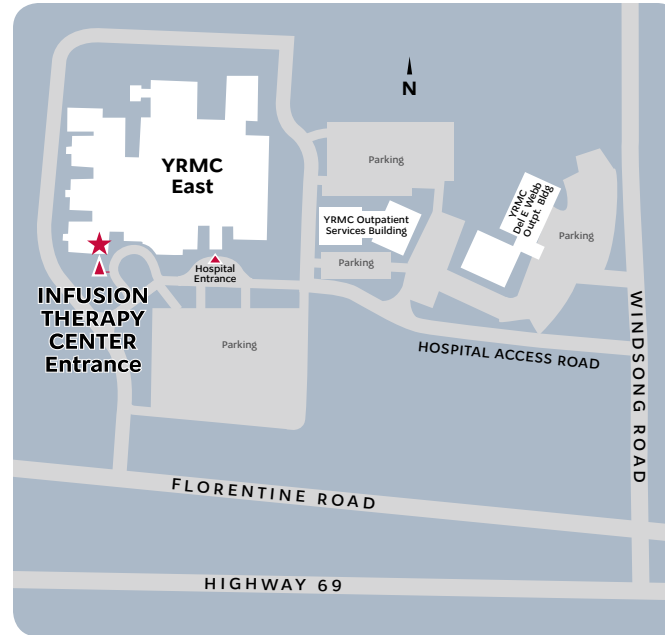 N
Parking
YRMC
East
YRMC
Del E Webb
Outpt. Bldg
YRMC Outpatient
Services Building
Parking
Parking
Hospital
Entrance
INFUSION
THERAPY
CENTER
Entrance
Parking
HOSPITAL ACCESS ROAD
WINDSONG ROAD
FLORENTINE ROAD
HIGHWAY 69